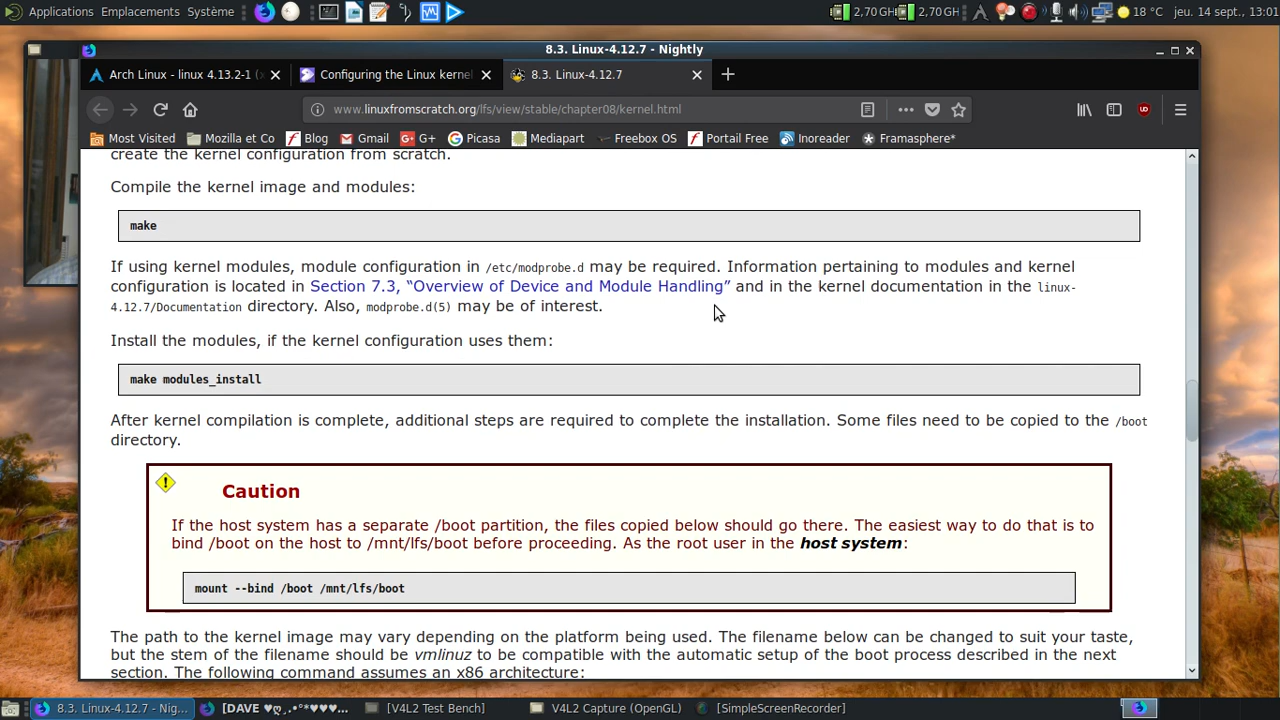 Applications Emplacements Système 2,70 GH 2,70 GH 18 °C jeu. 14 sept., 13:01
8.3. Linux-4.12.7 - Nightly
Arch Linux - linux 4.13.2-1 (x Configuring the Linux kernel 8.3. Linux-4.12.7
www.linuxfromscratch.org/lfs/view/stable/chapter08/kernel.html
Most Visited Mozilla et Co Blog Gmail G+ Picasa Mediapart Freebox OS Portail Free Inoreader Framasphere*
create the kernel configuration from scratch.
Compile the kernel image and modules:
make
If using kernel modules, module configuration in /etc/modprobe.d may be required. Information pertaining to modules and kernel
configuration is located in Section 7.3, “Overview of Device and Module Handling” and in the kernel documentation in the linux-
4.12.7/Documentation directory. Also, modprobe.d(5) may be of interest.
Install the modules, if the kernel configuration uses them:
make modules_install
After kernel compilation is complete, additional steps are required to complete the installation. Some files need to be copied to the /boot
directory.
Caution
If the host system has a separate /boot partition, the files copied below should go there. The easiest way to do that is to
bind /boot on the host to /mnt/lfs/boot before proceeding. As the root user in the host system:
mount --bind /boot /mnt/lfs/boot
The path to the kernel image may vary depending on the platform being used. The filename below can be changed to suit your taste,
but the stem of the filename should be vmlinuz to be compatible with the automatic setup of the boot process described in the next
section. The following command assumes an x86 architecture:
8.3. Linux-4.12.7 - Nig... [DAVE ♥ღ¸.•°*♥♥♥... [V4L2 Test Bench] V4L2 Capture (OpenGL) [SimpleScreenRecorder]